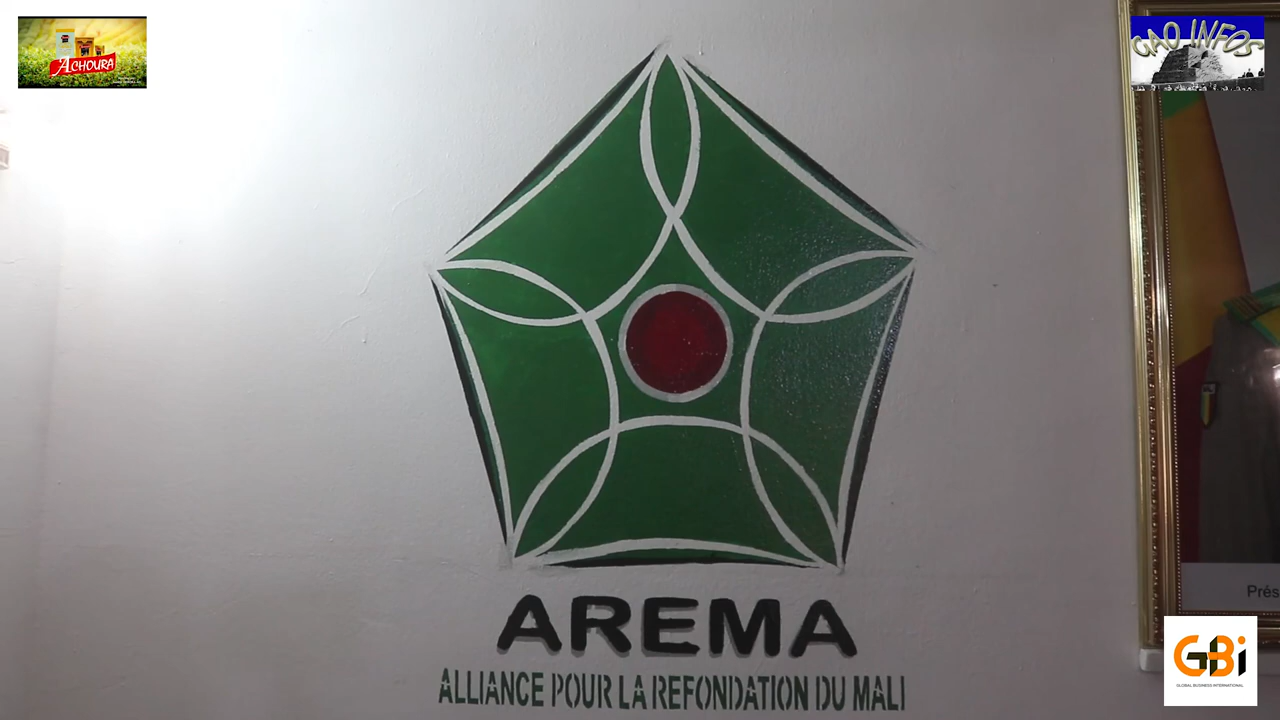 ACHOURA
GAO INFOS
AREMA
ALLIANCE POUR LA REFONDATION DU MALI
Prés
GBi
GLOBAL BUSINESS INTERNATIONAL